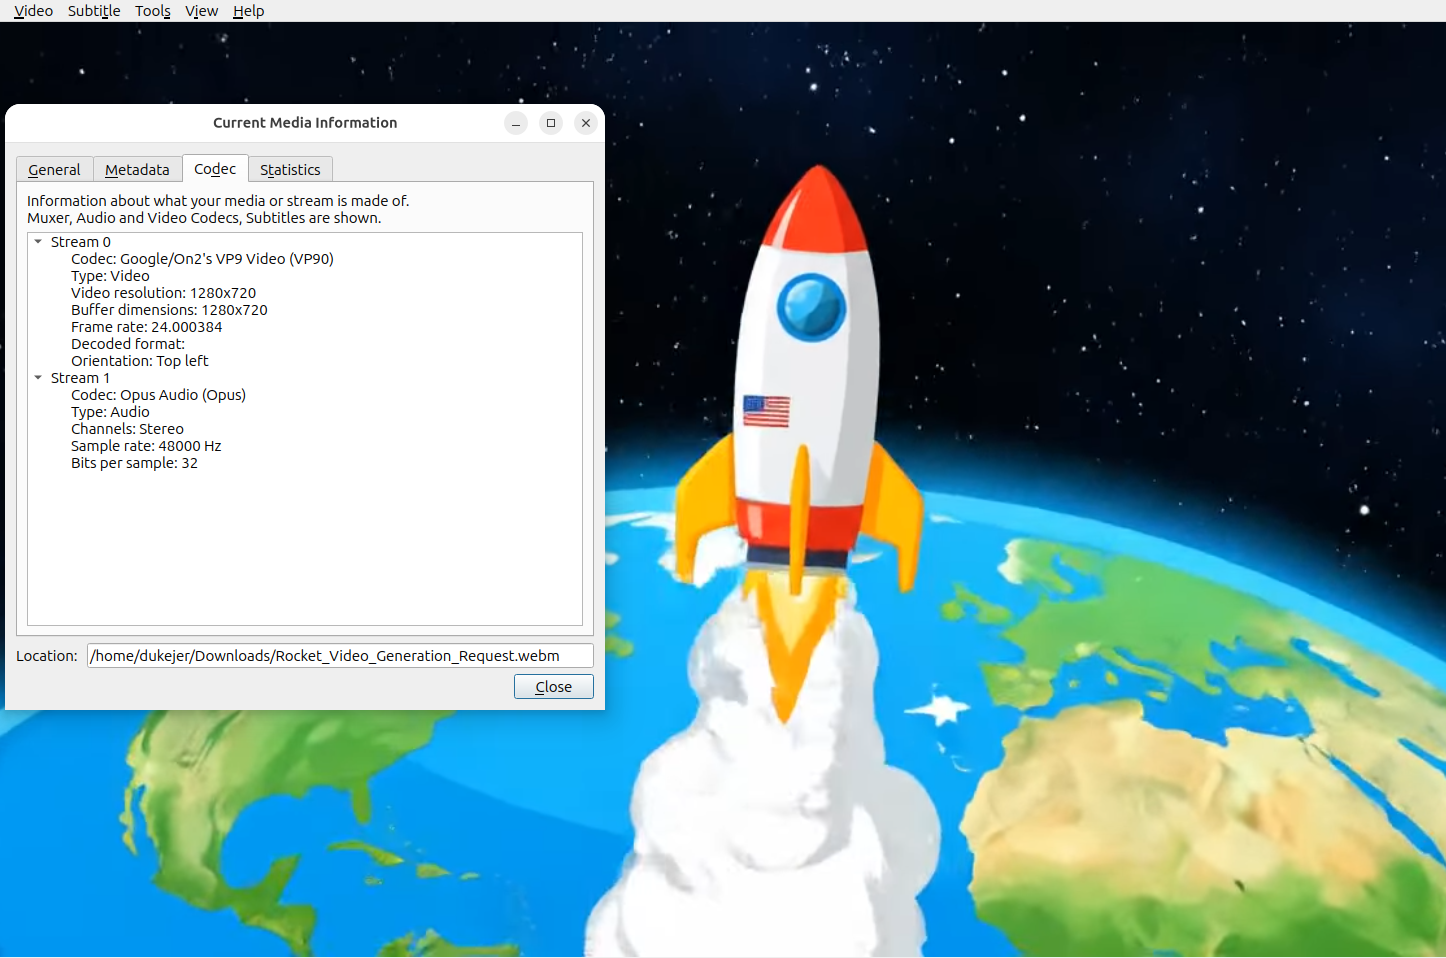 Video Subtitle Tools View Help
Current Media Information
General Metadata Codec Statistics
Information about what your media or stream is made of.
Muxer, Audio and Video Codecs, Subtitles are shown.
Stream 0
Codec: Google/On2's VP9 Video (VP90)
Type: Video
Video resolution: 1280x720
Buffer dimensions: 1280x720
Frame rate: 24.000384
Decoded format:
Orientation: Top left
Stream 1
Codec: Opus Audio (Opus)
Type: Audio
Channels: Stereo
Sample rate: 48000 Hz
Bits per sample: 32
Location: /home/dukejer/Downloads/Rocket_Video_Generation_Request.webm
Close